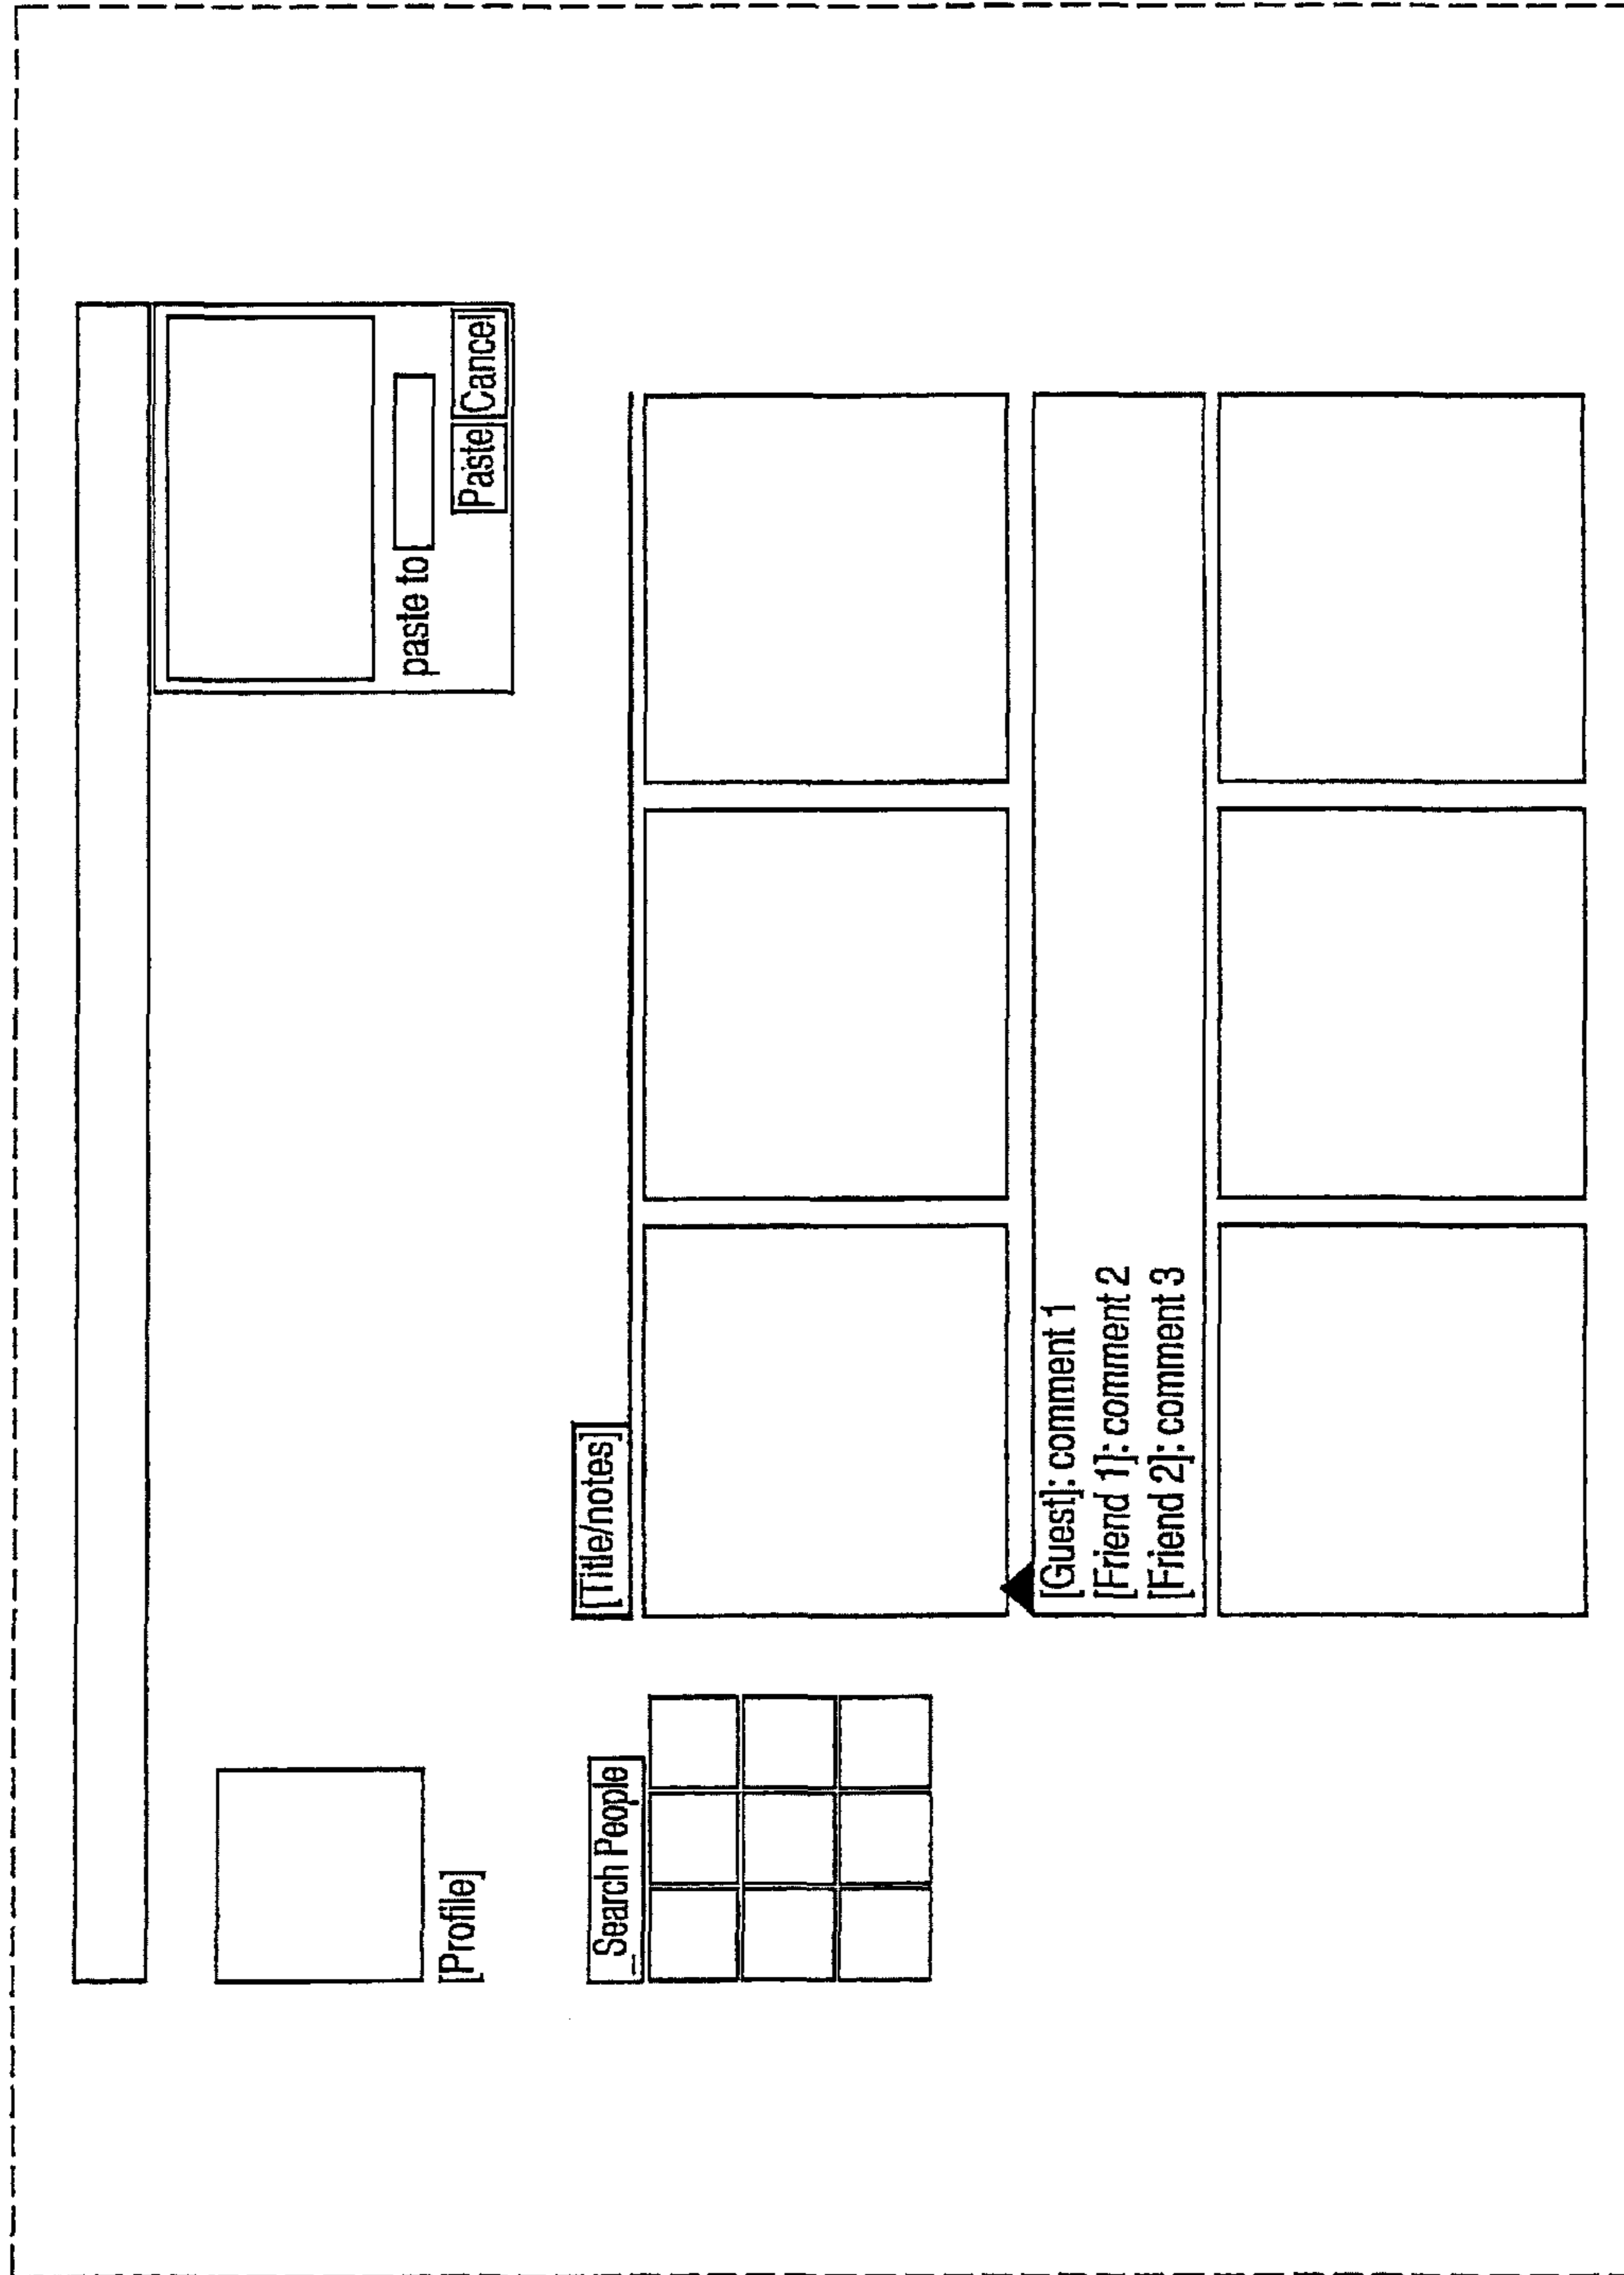 paste to
Paste Cancel
[Profile]
Search People
[Title/notes]
[Guest]: comment 1
[Friend 1]: comment 2
[Friend 2]: comment 3